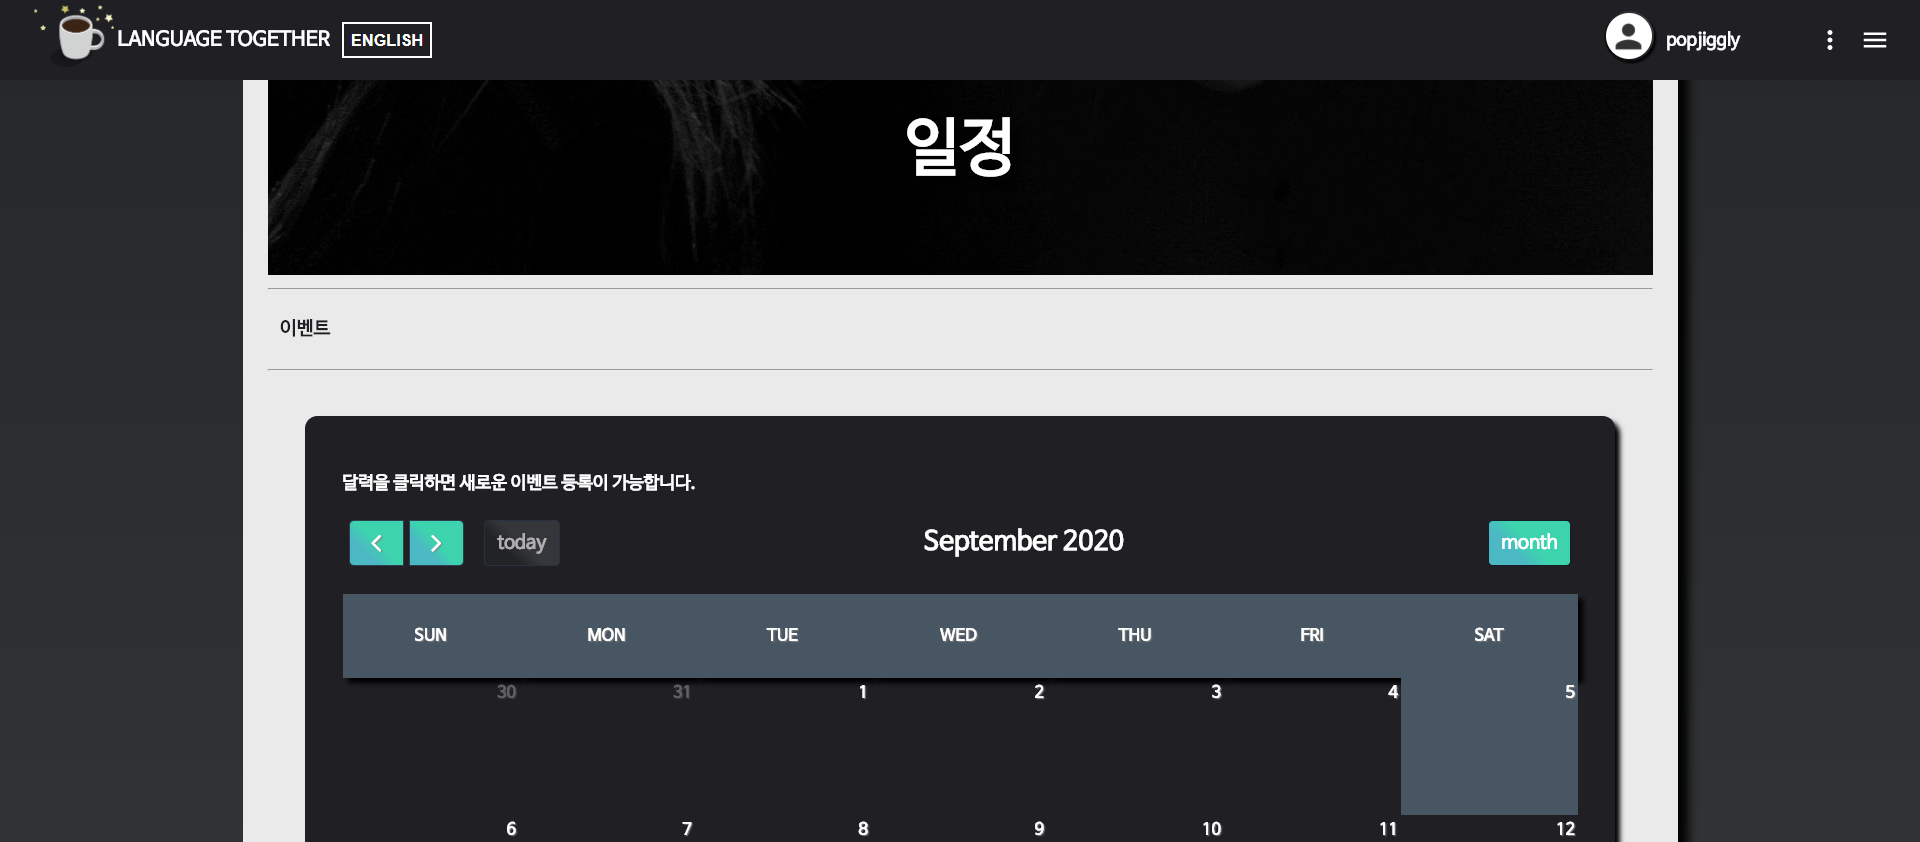 LANGUAGE TOGETHER ENGLISH popjiggly
일정
이벤트
달력을 클릭하면 새로운 이벤트 등록이 가능합니다.
today September 2020 month
SUN MON TUE WED THU FRI SAT
30 31 1 2 3 4 5
6 7 8 9 10 11 12